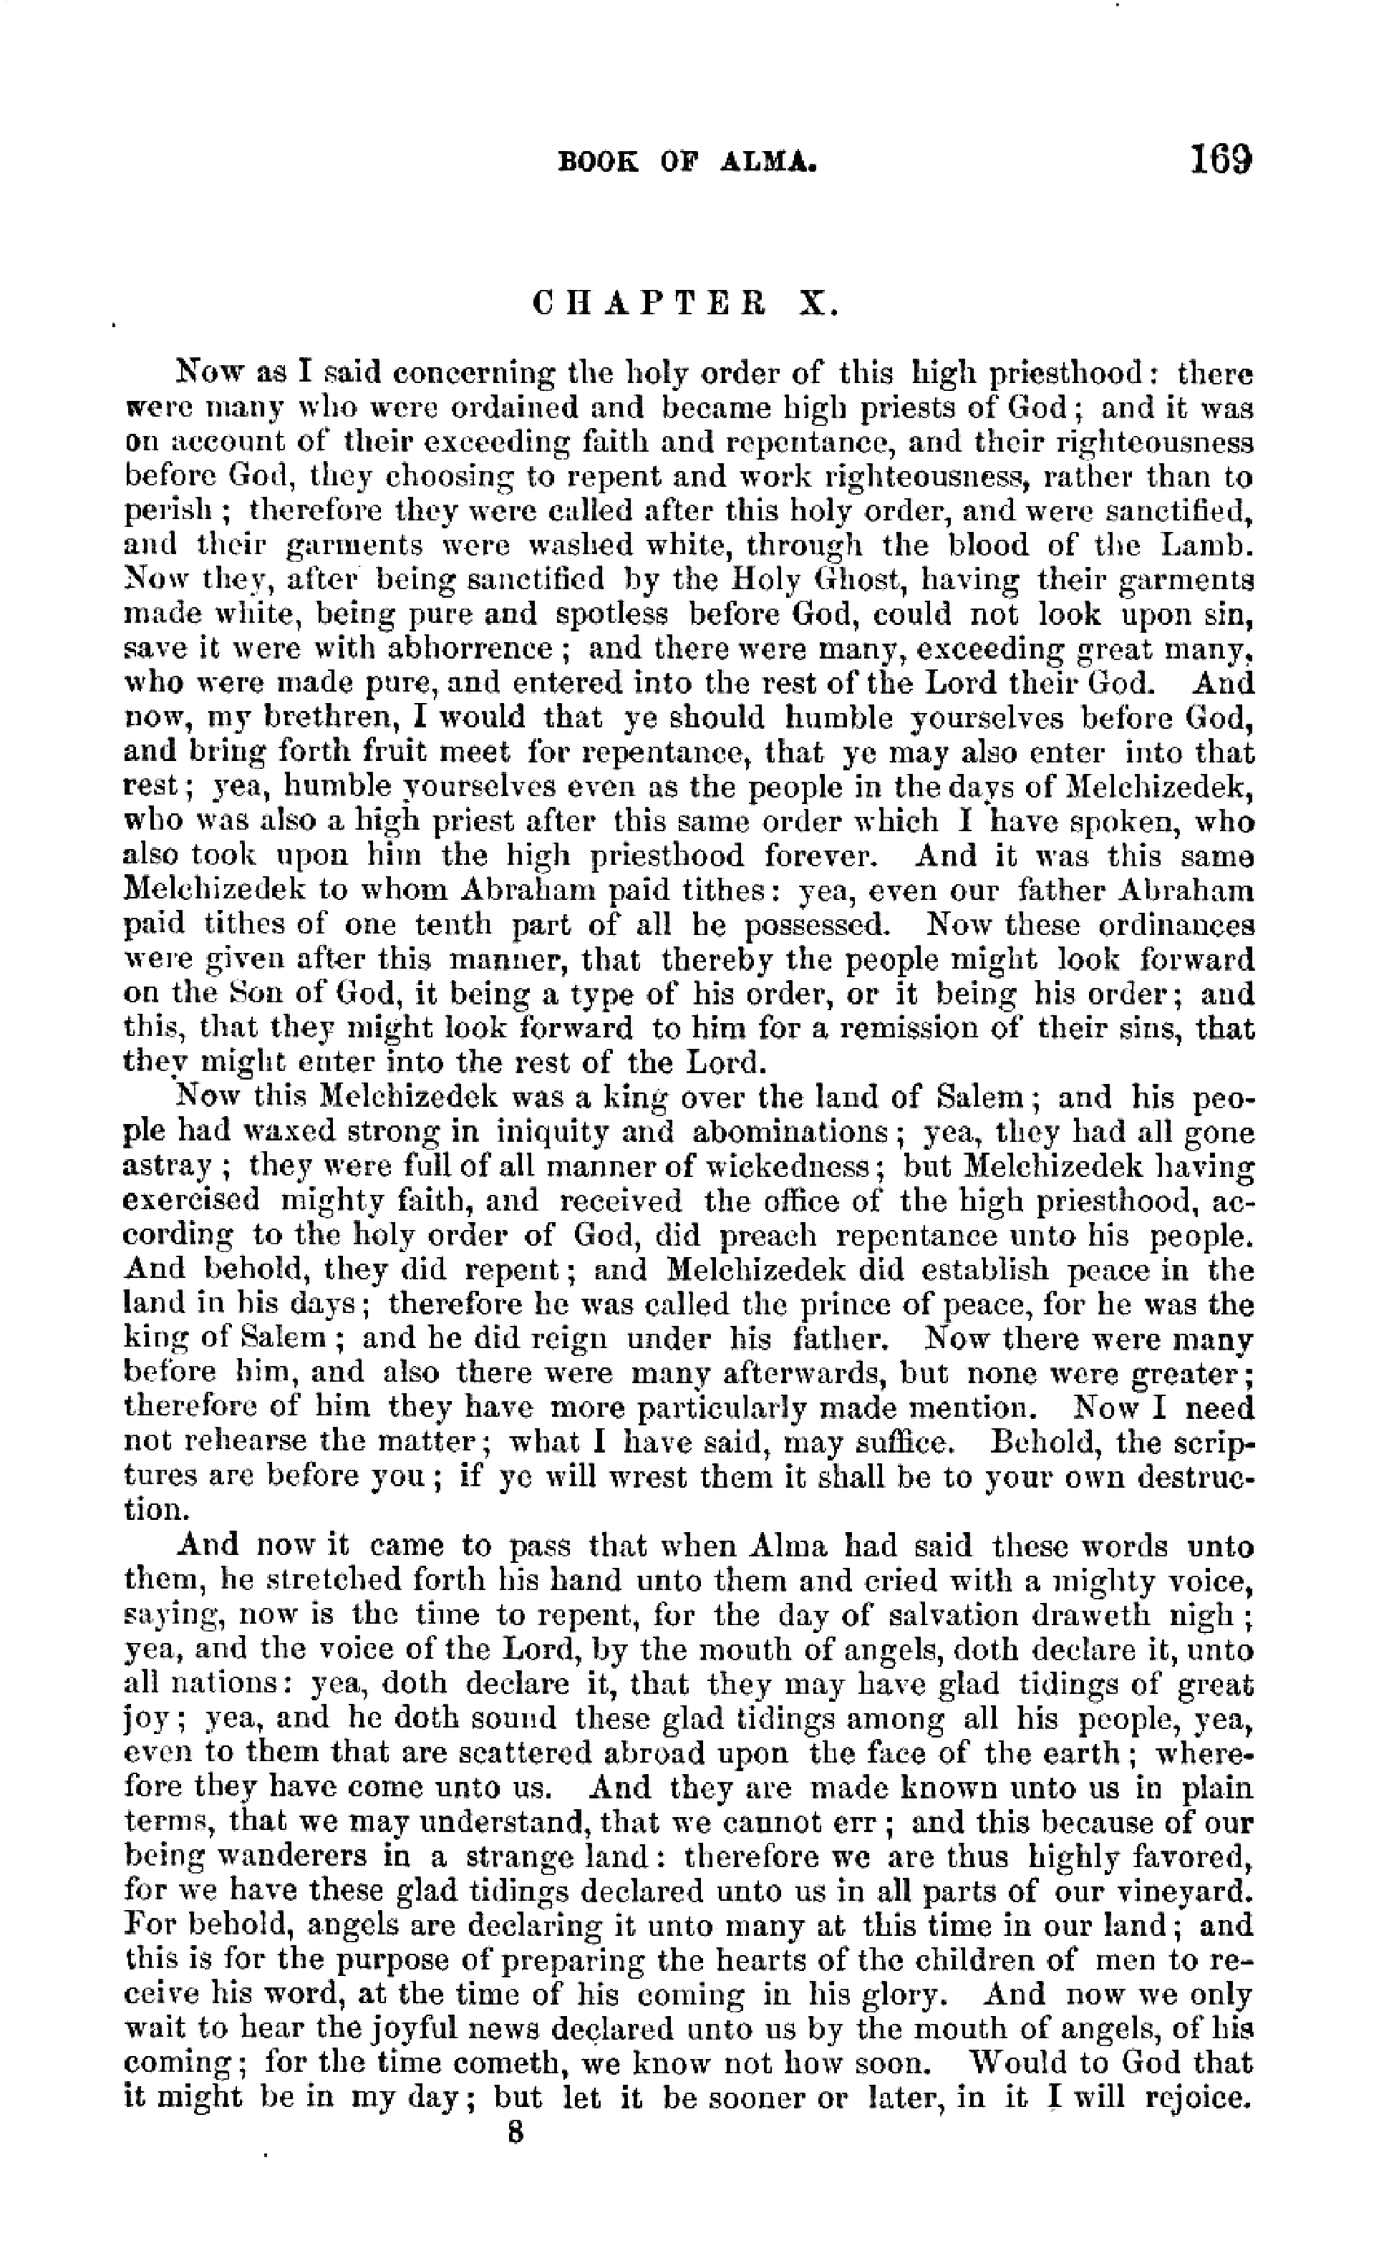 BOOK OF ALMA. 169
CHAPTER X.
Now as I said concerning the holy order of this high priesthood: there
were many who were ordained and became high priests of God; and it was
on account of their exceeding faith and repentance, and their righteousness
before God, they choosing to repent and work righteousness, rather than to
perish; therefore they were called after this holy order, and were sanctified,
and their garments were washed white, through the blood of the Lamb.
Now they, after being sanctified by the Holy Ghost, having their garments
made white, being pure and spotless before God, could not look upon sin,
save it were with abhorrence; and there were many, exceeding great many,
who were made pure, and entered into the rest of the Lord their God. And
now, my brethren, I would that ye should humble yourselves before God,
and bring forth fruit meet for repentance, that ye may also enter into that
rest; yea, humble yourselves even as the people in the days of Melchizedek,
who was also a high priest after this same order which I have spoken, who
also took upon him the high priesthood forever. And it was this same
Melchizedek to whom Abraham paid tithes: yea, even our father Abraham
paid tithes of one tenth part of all he possessed. Now these ordinances
were given after this manner, that thereby the people might look forward
on the Son of God, it being a type of his order, or it being his order; and
this, that they might look forward to him for a remission of their sins, that
they might enter into the rest of the Lord.
Now this Melchizedek was a king over the land of Salem; and his peo-
ple had waxed strong in iniquity and abominations; yea, they had all gone
astray; they were full of all manner of wickedness; but Melchizedek having
exercised mighty faith, and received the office of the high priesthood, ac-
cording to the holy order of God, did preach repentance unto his people.
And behold, they did repent; and Melchizedek did establish peace in the
land in his days; therefore he was called the prince of peace, for he was the
king of Salem; and he did reign under his father. Now there were many
before him, and also there were many afterwards, but none were greater;
therefore of him they have more particularly made mention. Now I need
not rehearse the matter; what I have said, may suffice. Behold, the scrip-
tures are before you; if ye will wrest them it shall be to your own destruc-
tion.
And now it came to pass that when Alma had said these words unto
them, he stretched forth his hand unto them and cried with a mighty voice,
saying, now is the time to repent, for the day of salvation draweth nigh;
yea, and the voice of the Lord, by the mouth of angels, doth declare it, unto
all nations: yea, doth declare it, that they may have glad tidings of great
joy; yea, and he doth sound these glad tidings among all his people, yea,
even to them that are scattered abroad upon the face of the earth; where-
fore they have come unto us. And they are made known unto us in plain
terms, that we may understand, that we cannot err; and this because of our
being wanderers in a strange land: therefore we are thus highly favored,
for we have these glad tidings declared unto us in all parts of our vineyard.
For behold, angels are declaring it unto many at this time in our land; and
this is for the purpose of preparing the hearts of the children of men to re-
ceive his word, at the time of his coming in his glory. And now we only
wait to hear the joyful news declared unto us by the mouth of angels, of his
coming; for the time cometh, we know not how soon. Would to God that
it might be in my day; but let it be sooner or later, in it I will rejoice.
8